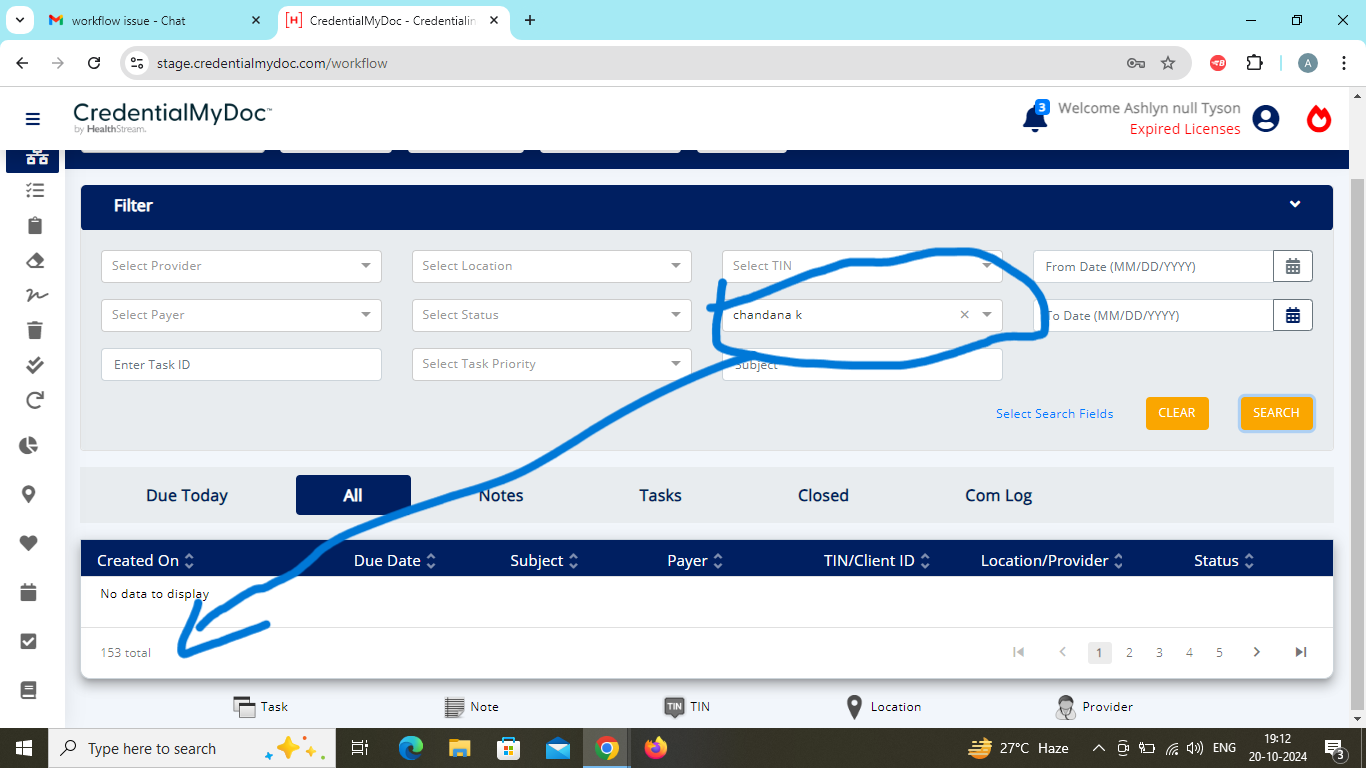 workflow issue - Chat
CredentialMyDoc - Credentialin
stage.credentialmydoc.com/workflow
A
CredentialMyDoc™
by HealthStream.
3
Welcome Ashlyn null Tyson
Expired Licenses
Filter
Select Provider
Select Location
Select TIN
From Date (MM/DD/YYYY)
Select Payer
Select Status
chandana k
To Date (MM/DD/YYYY)
Enter Task ID
Select Task Priority
Subject
Select Search Fields
CLEAR
SEARCH
Due Today
All
Notes
Tasks
Closed
Com Log
Created On
Due Date
Subject
Payer
TIN/Client ID
Location/Provider
Status
No data to display
153 total
1 2 3 4 5
Task
Note
TIN
TIN
Location
Provider
Type here to search
27°C Haze
ENG
19:12
20-10-2024
3